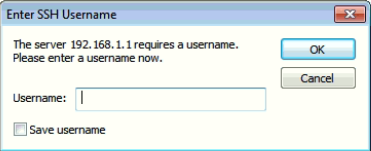 Enter SSH Username
The server 192.168.1.1 requires a username.
Please enter a username now.
OK
Cancel
Username:
Save username